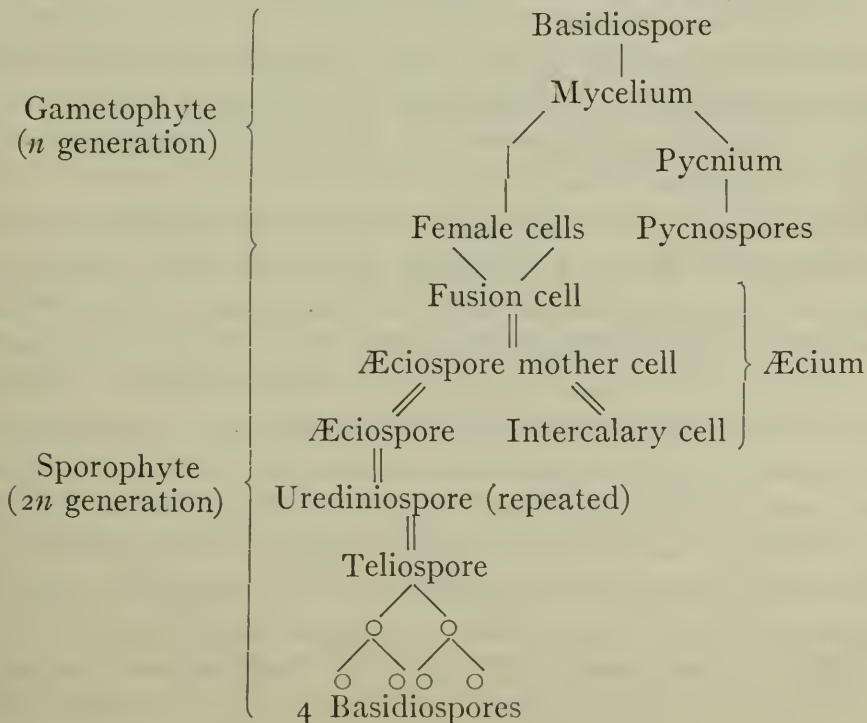 Basidiospore
Mycelium
Gametophyte
(n generation)
Pycnium
Female cells Pycnospores
Fusion cell
Æciospore mother cell
Æcium
Æciospore Intercalary cell
Sporophyte
(2n generation)
Urediniospore (repeated)
Teliospore
4 Basidiospores